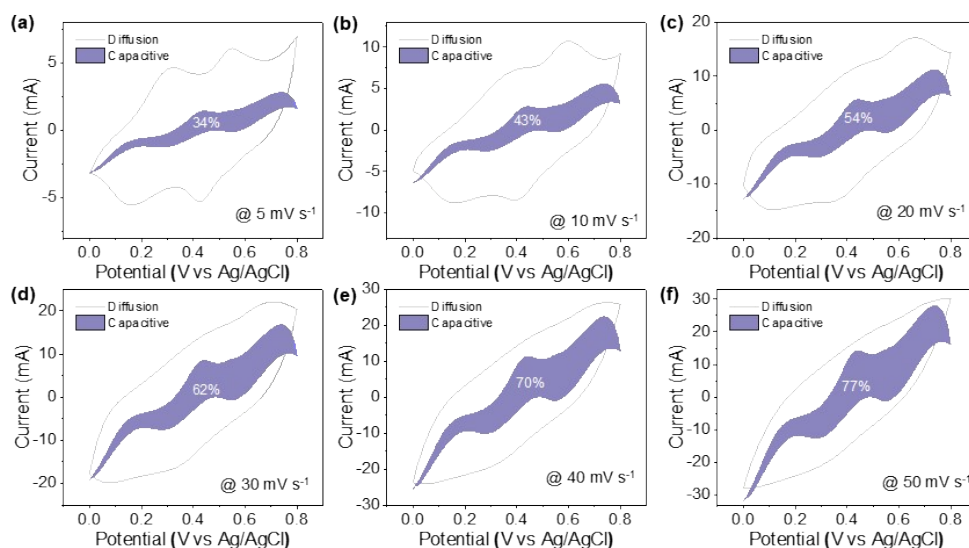 (a)
Diffusion
Capacitive
5
0
-5
Current (mA)
34%
@ 5 mV s⁻¹
0.0 0.2 0.4 0.6 0.8
Potential (V vs Ag/AgCl)
(b)
Diffusion
Capacitive
10
5
0
-5
-10
Current (mA)
43%
@ 10 mV s⁻¹
0.0 0.2 0.4 0.6 0.8
Potential (V vs Ag/AgCl)
(c)
Diffusion
Capacitive
20
10
0
-10
-20
Current (mA)
54%
@ 20 mV s⁻¹
0.0 0.2 0.4 0.6 0.8
Potential (V vs Ag/AgCl)
(d)
Diffusion
Capacitive
20
10
0
-10
-20
Current (mA)
62%
@ 30 mV s⁻¹
0.0 0.2 0.4 0.6 0.8
Potential (V vs Ag/AgCl)
(e)
Diffusion
Capacitive
40
30
20
10
0
-10
-20
-30
Current (mA)
70%
@ 40 mV s⁻¹
0.0 0.2 0.4 0.6 0.8
Potential (V vs Ag/AgCl)
(f)
Diffusion
Capacitive
30
20
10
0
-10
-20
-30
Current (mA)
77%
@ 50 mV s⁻¹
0.0 0.2 0.4 0.6 0.8
Potential (V vs Ag/AgCl)